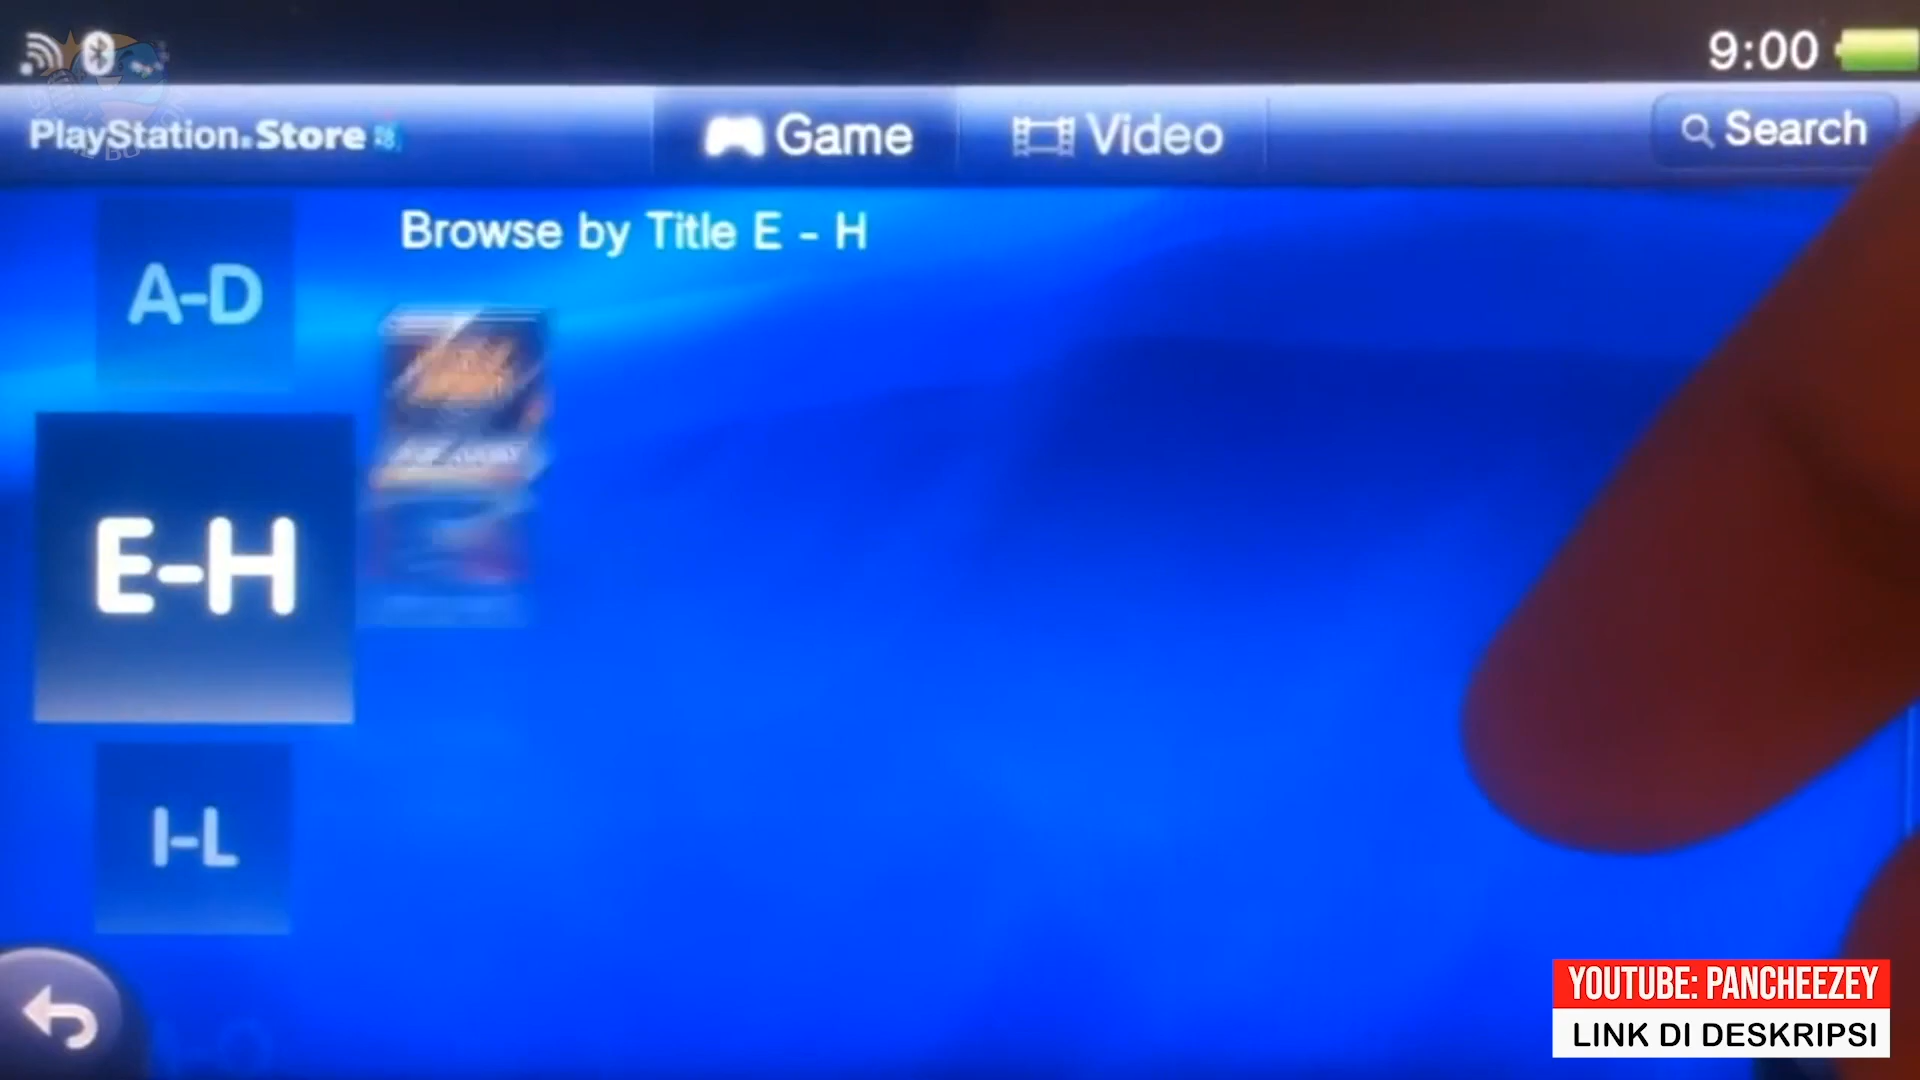 9:00
PlayStation.Store
Game
Video
Search
Browse by Title E - H
A-D
E-H
I-L
YOUTUBE: PANCHEEZEY
LINK DI DESKRIPSI